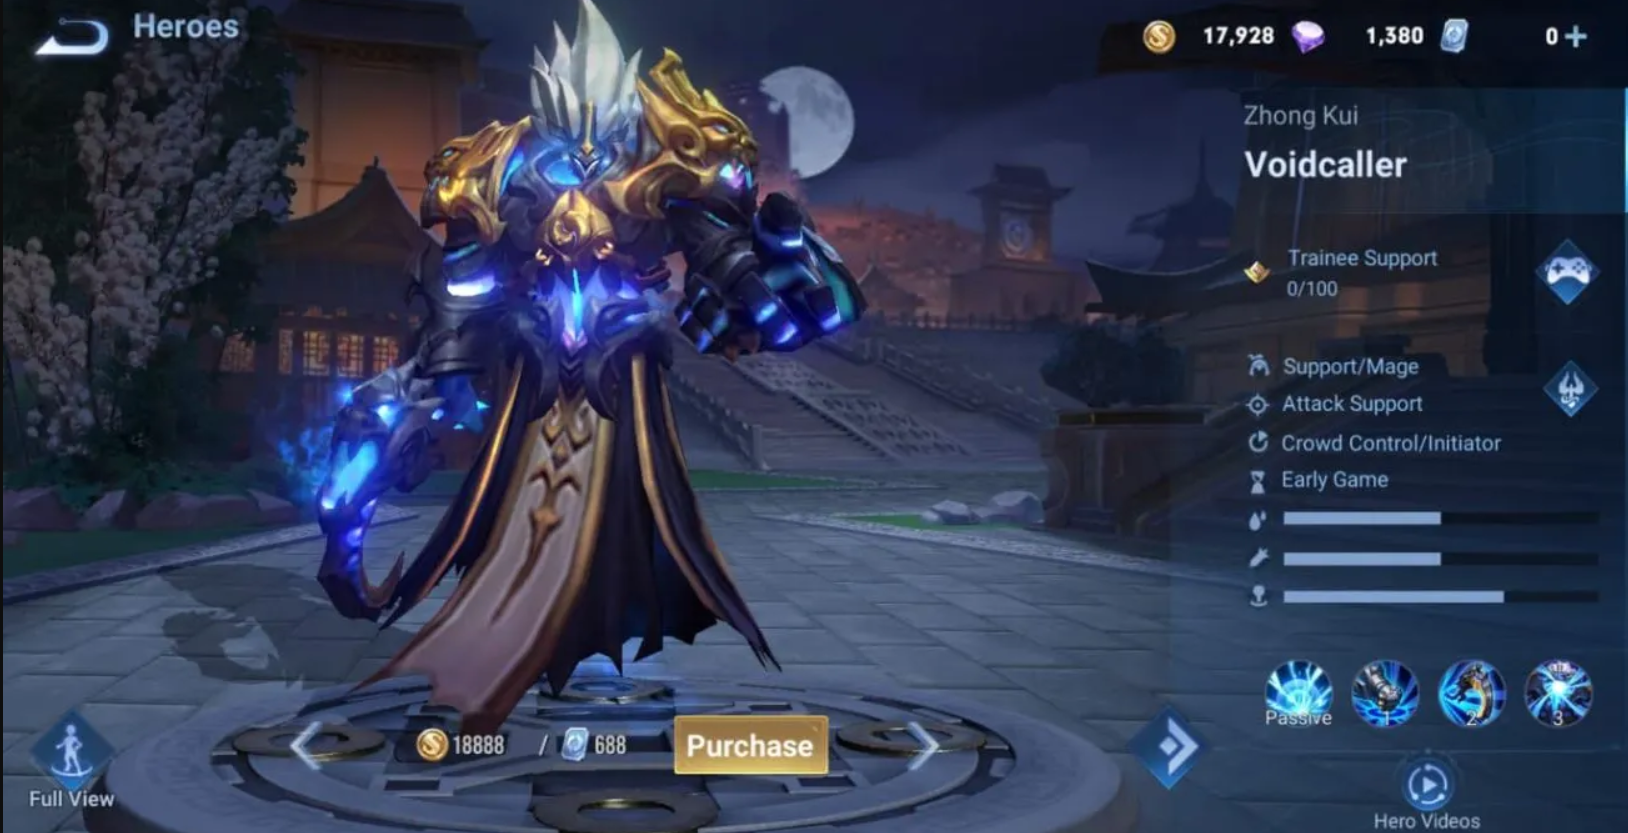 Heroes
17,928
1,380
0+
Zhong Kui
Voidcaller
Trainee Support
0/100
Support/Mage
Attack Support
Crowd Control/Initiator
Early Game
Passive
1
2
3
18888 / 688
Purchase
Full View
Hero Videos